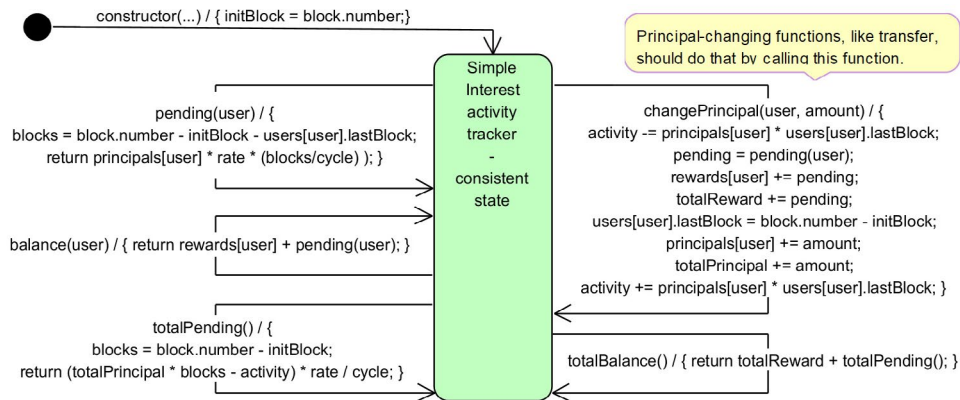 constructor(...) / { initBlock = block.number;}
Principal-changing functions, like transfer,
should do that by calling this function.
Simple
Interest
activity
tracker
-
consistent
state
pending(user) / {
blocks = block.number - initBlock - users[user].lastBlock;
return principals[user] * rate * (blocks/cycle) ); }
balance(user) / { return rewards[user] + pending(user); }
totalPending() / {
blocks = block.number - initBlock;
return (totalPrincipal * blocks - activity) * rate / cycle; }
changePrincipal(user, amount) / {
activity -= principals[user] * users[user].lastBlock;
pending = pending(user);
rewards[user] += pending;
totalReward += pending;
users[user].lastBlock = block.number - initBlock;
principals[user] += amount;
totalPrincipal += amount;
activity += principals[user] * users[user].lastBlock; }
totalBalance() / { return totalReward + totalPending(); }